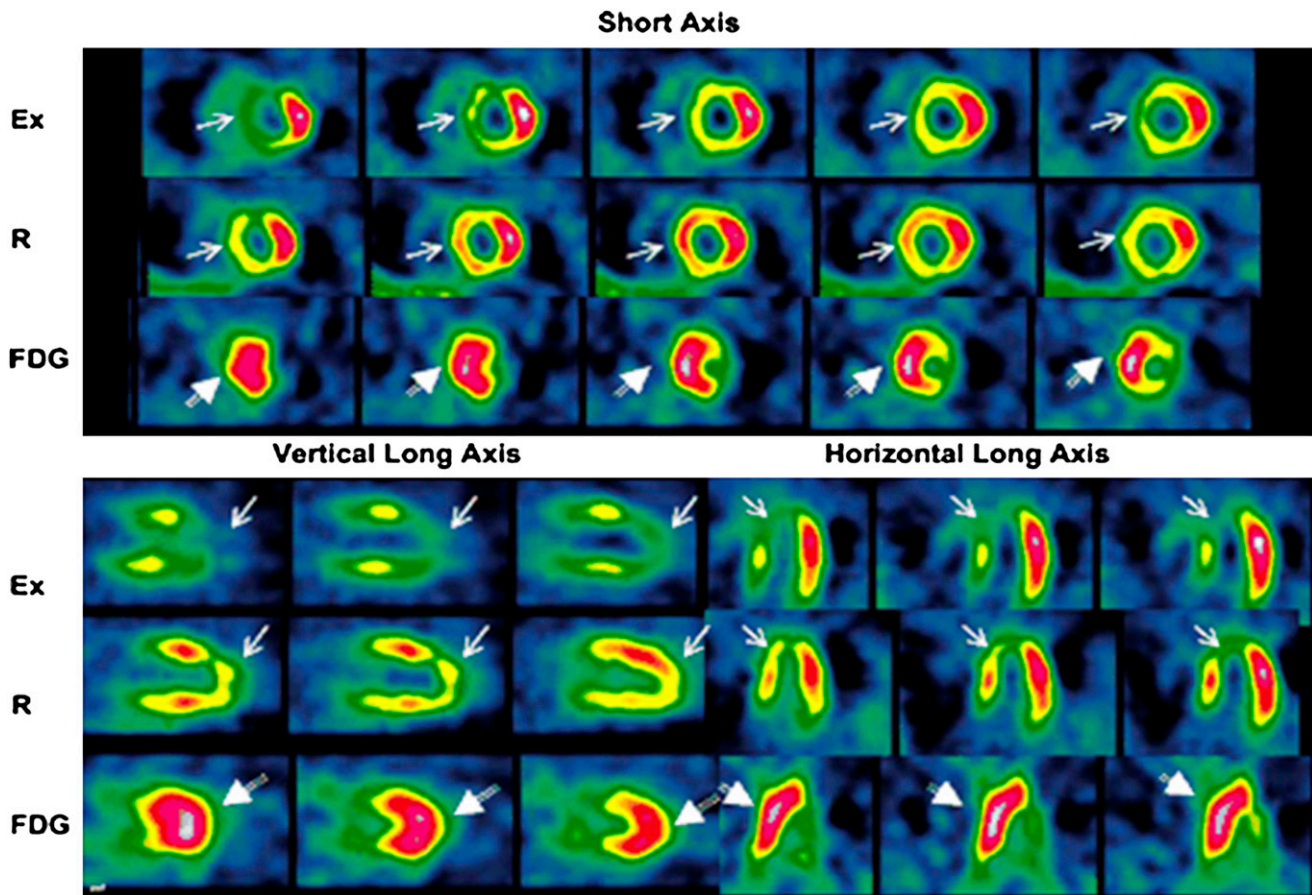 Short Axis
Ex
R
FDG
Vertical Long Axis Horizontal Long Axis
Ex
R
FDG